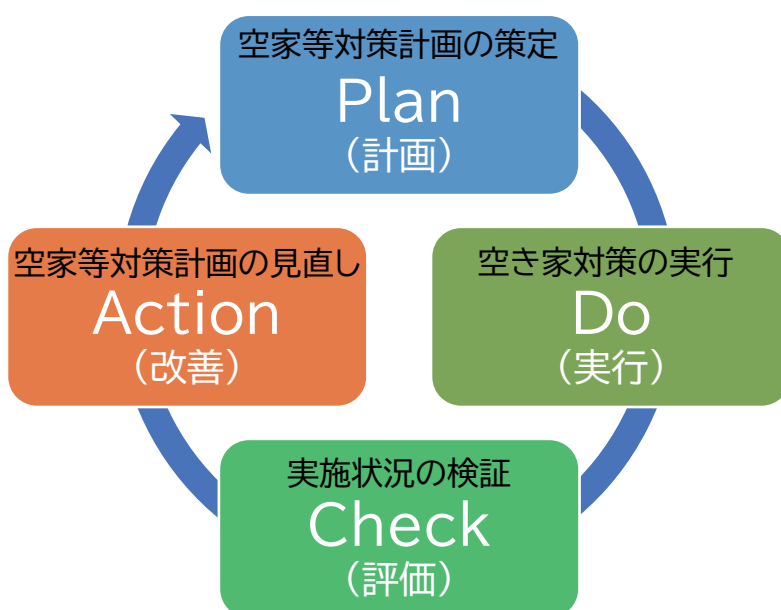 空家等対策計画の策定
Plan
（計画）
空家等対策計画の見直し
Action
（改善）
空き家対策の実行
Do
（実行）
実施状況の検証
Check
（評価）